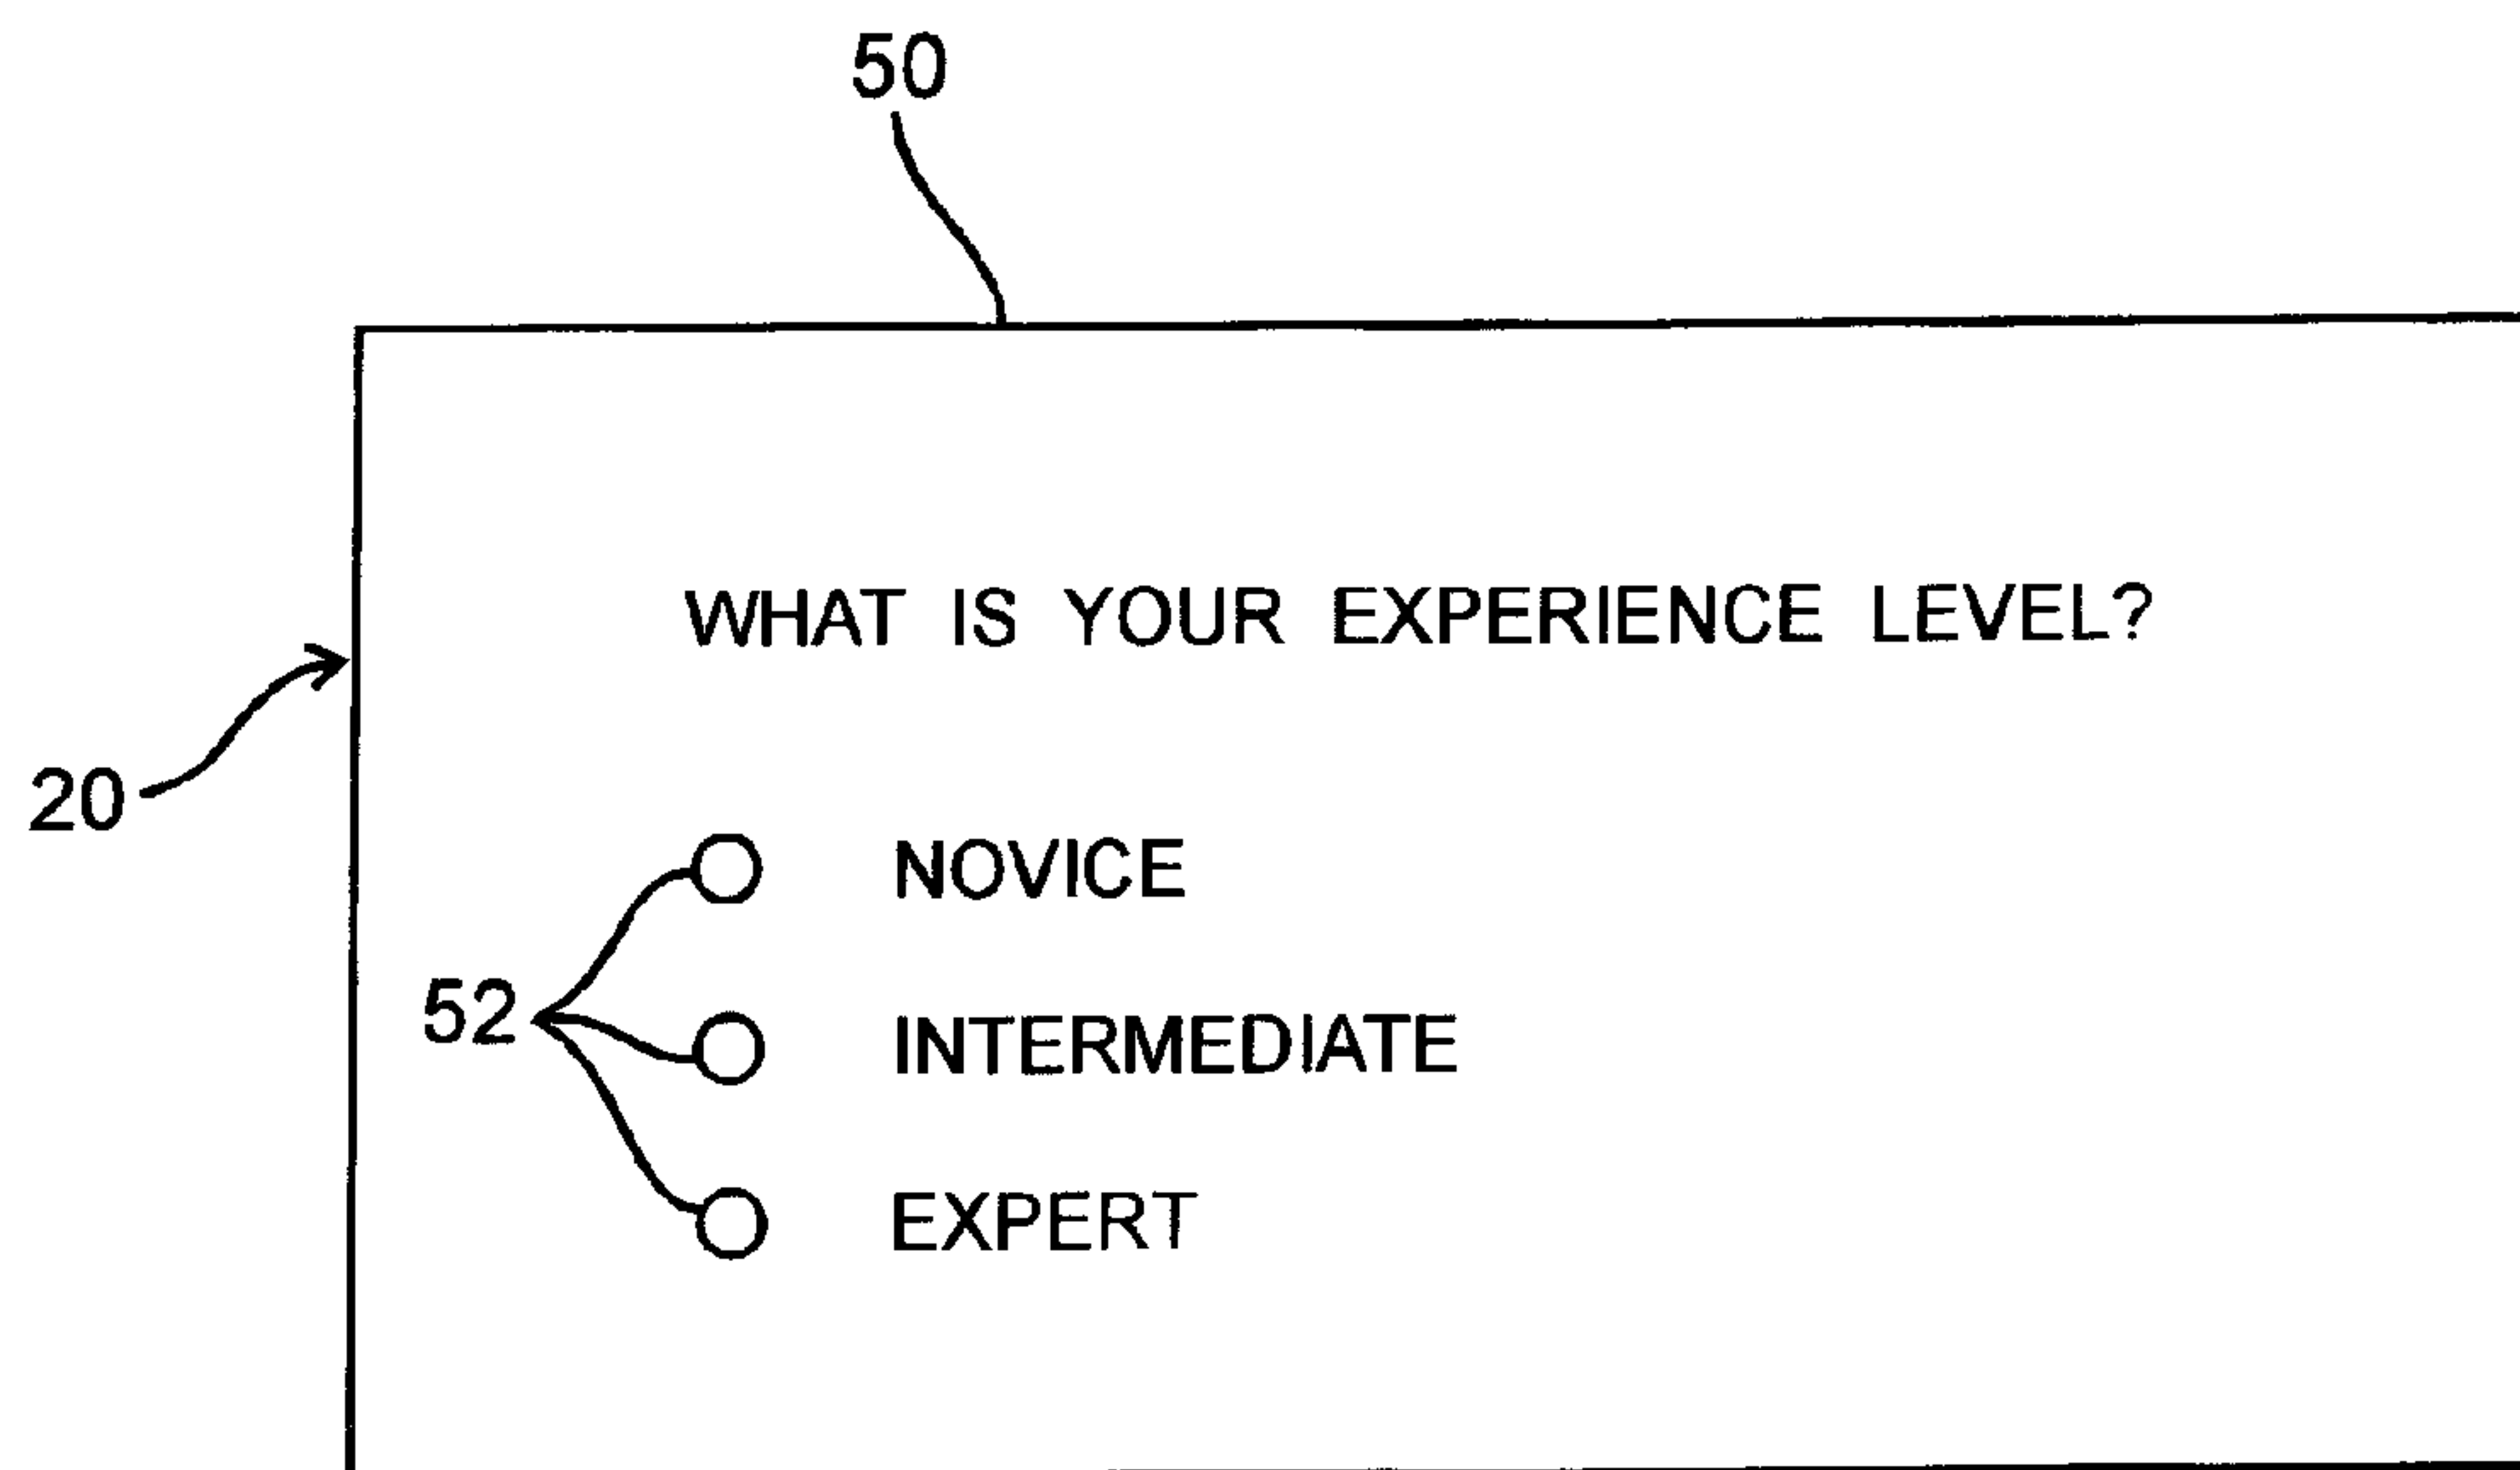 50
WHAT IS YOUR EXPERIENCE LEVEL?
20
NOVICE
52
INTERMEDIATE
EXPERT